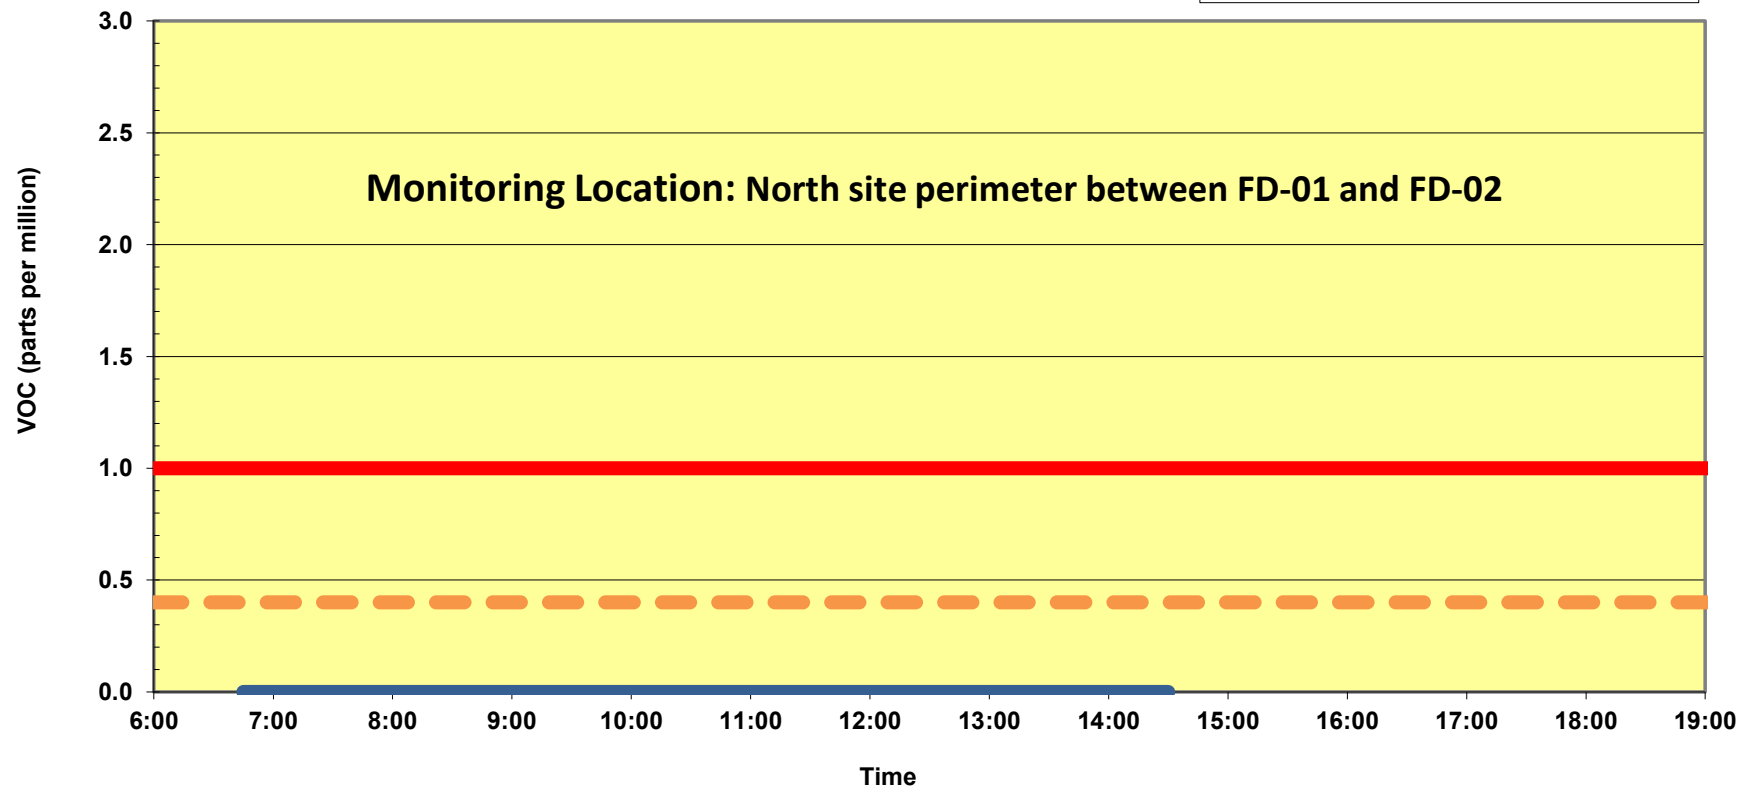 3.0
2.5
2.0
1.5
1.0
0.5
0.0
VOC (parts per million)
Monitoring Location: North site perimeter between FD-01 and FD-02
6:00 7:00 8:00 9:00 10:00 11:00 12:00 13:00 14:00 15:00 16:00 17:00 18:00 19:00
Time